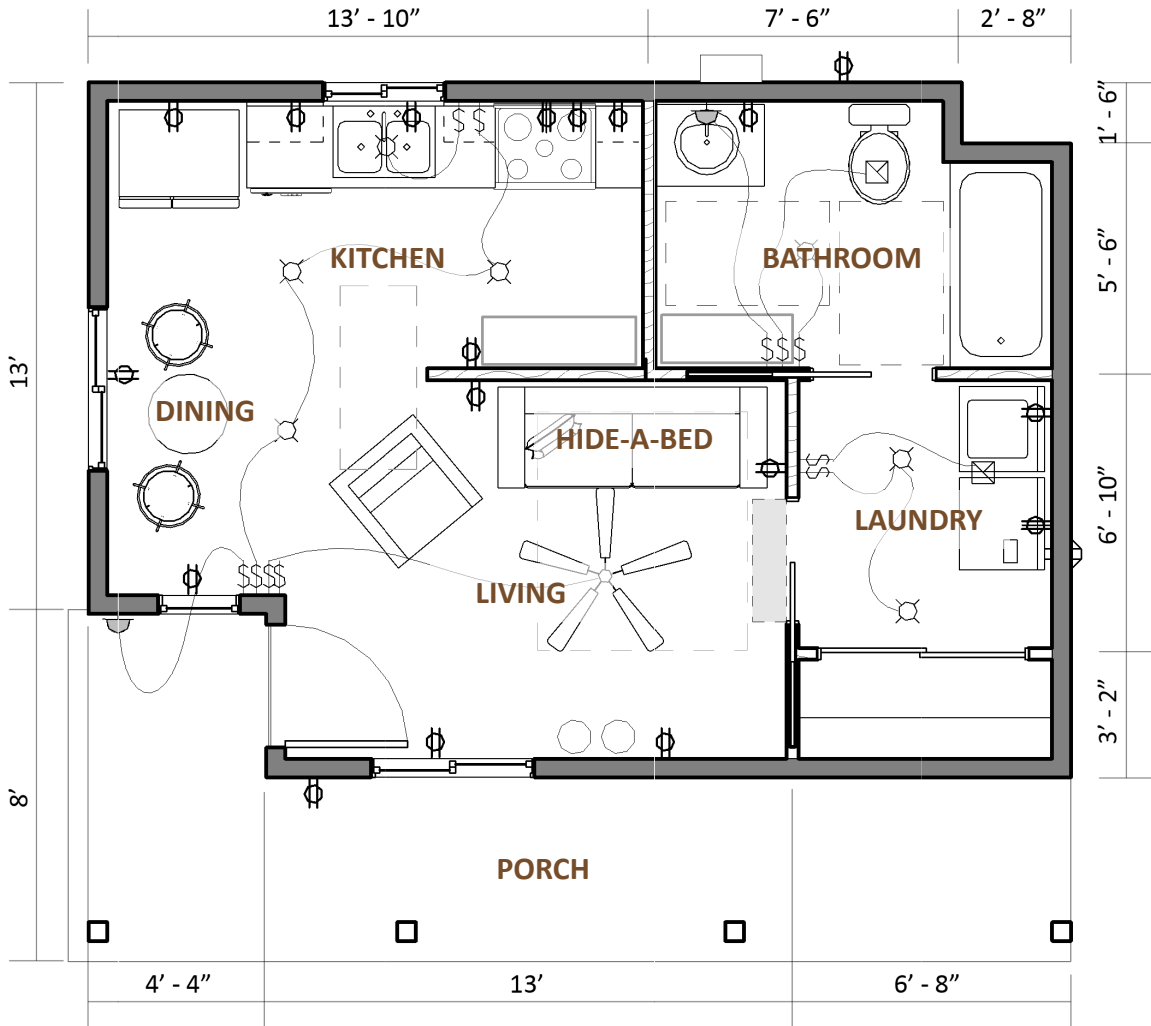 13’ - 10”
7’ - 6”
2’ - 8”
1’ - 6”
KITCHEN
BATHROOM
5’ - 6”
13’
DINING
HIDE-A-BED
$ $
$ $ $
$ $
LAUNDRY
6’ - 10”
$ $ $ $
LIVING
3’ - 2”
8’
PORCH
4’ - 4”
13’
6’ - 8”